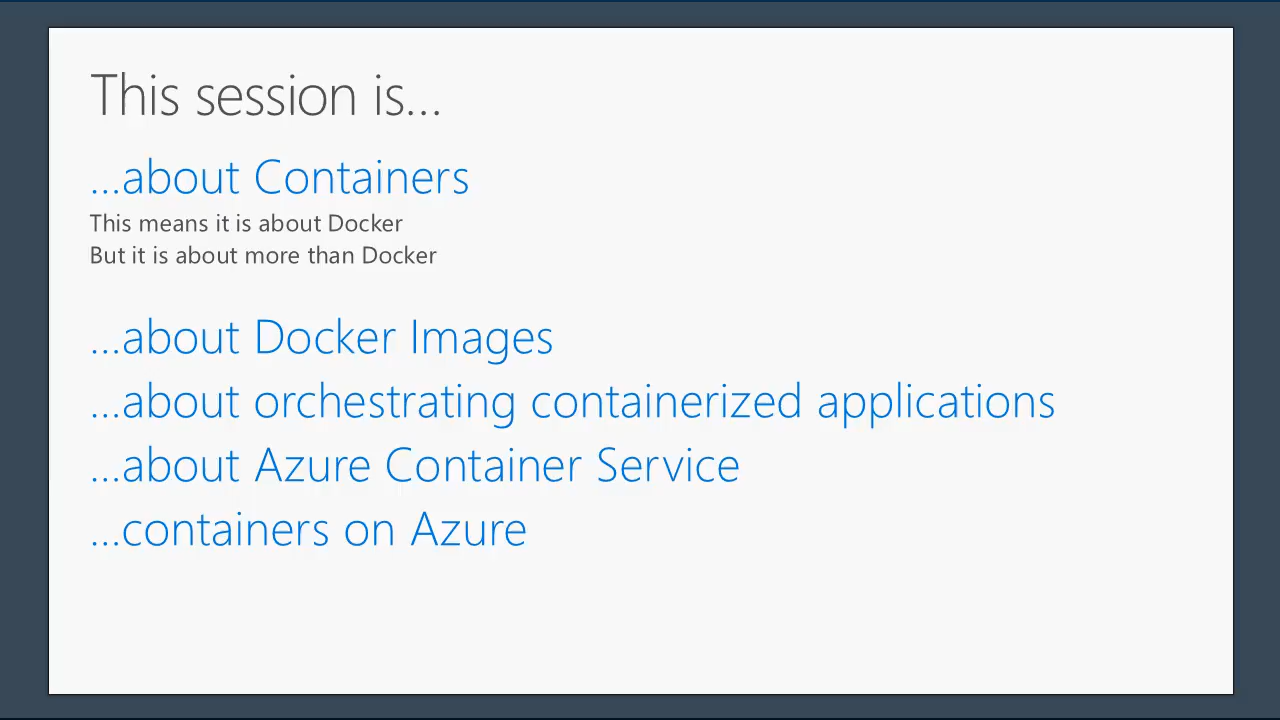 This session is...
...about Containers
This means it is about Docker
But it is about more than Docker
...about Docker Images
...about orchestrating containerized applications
...about Azure Container Service
...containers on Azure